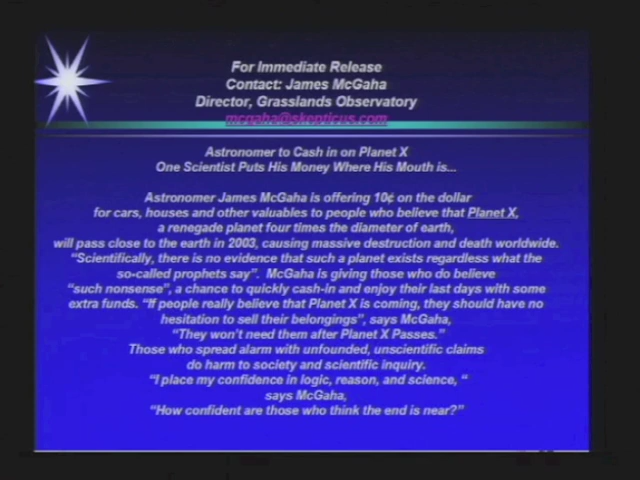 For Immediate Release
Contact: James McGaha
Director, Grasslands Observatory
mcgaha@skepticus.com
Astronomer to Cash in on Planet X
One Scientist Puts His Money Where His Mouth is...
Astronomer James McGaha is offering 10¢ on the dollar
for cars, houses and other valuables to people who believe that Planet X,
a renegade planet four times the diameter of earth,
will pass close to the earth in 2003, causing massive destruction and death worldwide.
“Scientifically, there is no evidence that such a planet exists regardless what the
so-called prophets say”.  McGaha is giving those who do believe
“such nonsense”, a chance to quickly cash-in and enjoy their last days with some
extra funds. “If people really believe that Planet X is coming, they should have no
hesitation to sell their belongings”, says McGaha,
“They won’t need them after Planet X Passes.”
Those who spread alarm with unfounded, unscientific claims
do harm to society and scientific inquiry.
“I place my confidence in logic, reason, and science, “
says McGaha,
“How confident are those who think the end is near?”